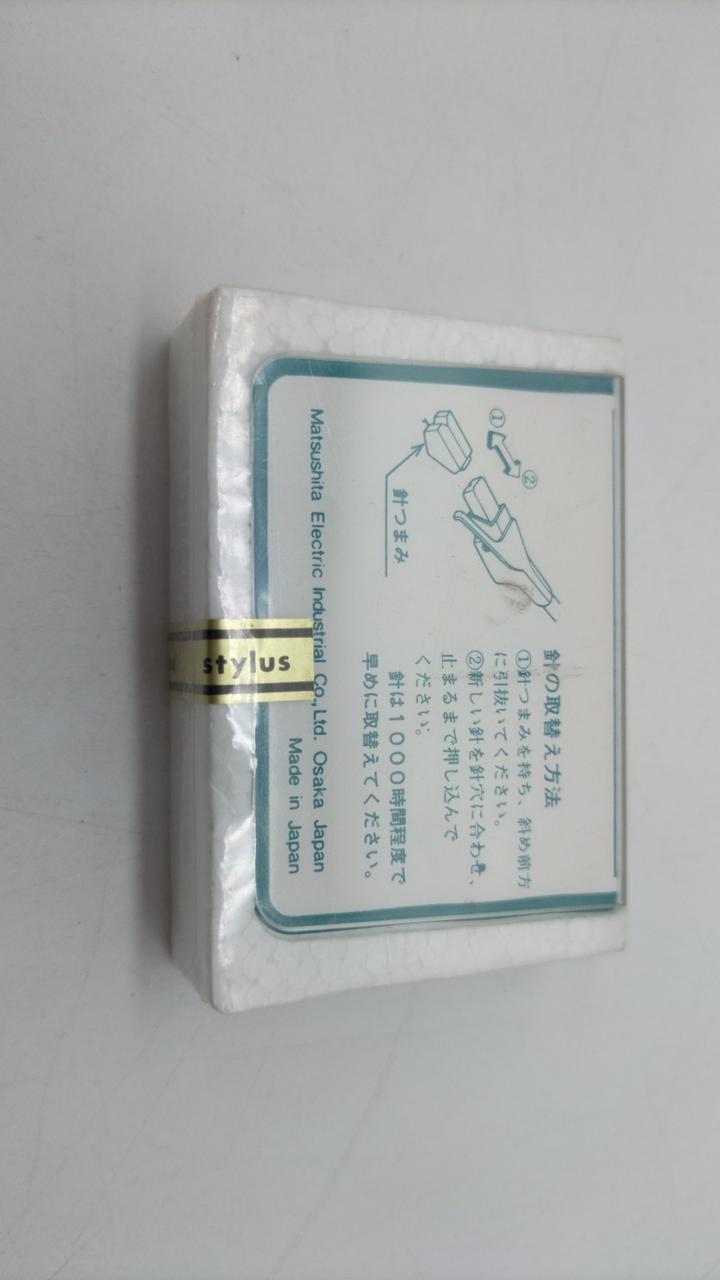 針の取替え方法
①針つまみを持ち、斜め前方
に引抜いてください。
②新しい針を針穴に合わせ、
止まるまで押し込んで
ください。
針は1000時間程度で
早めに取替えてください。
① ②
針つまみ
Matsushita Electric Industrial Co., Ltd. Osaka Japan
Made in Japan
stylus